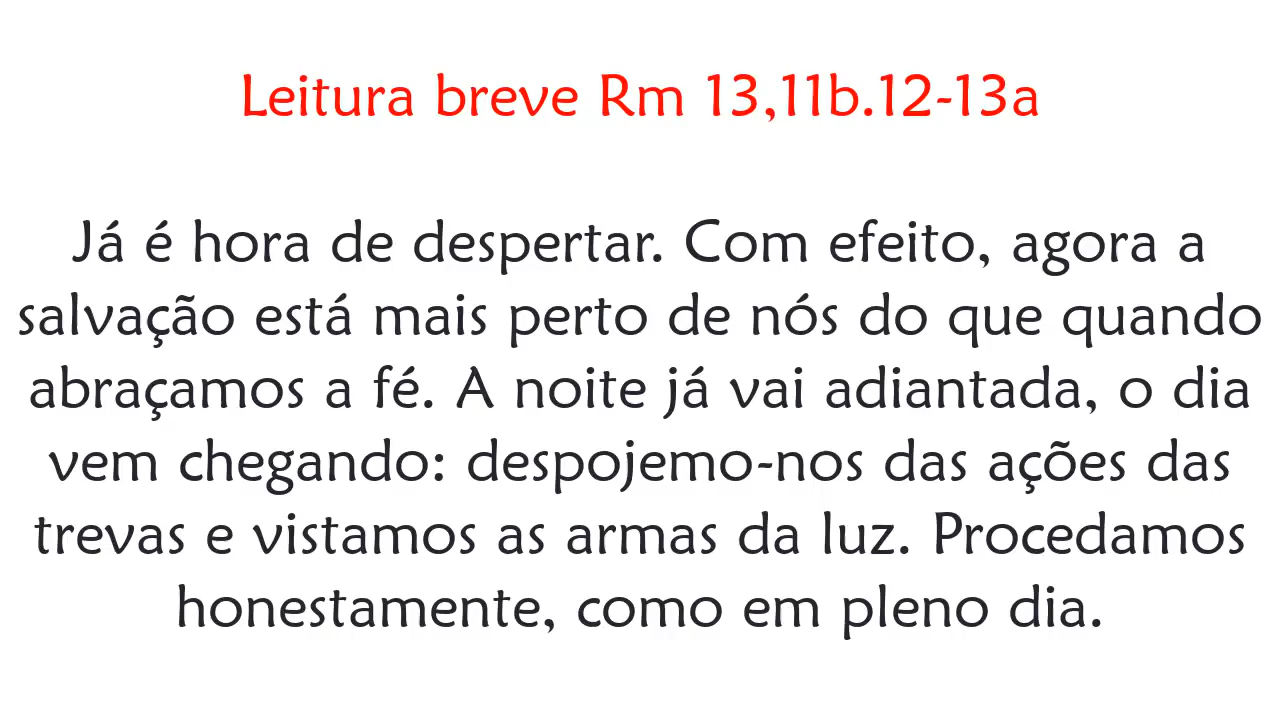 Leitura breve Rm 13,11b.12-13a
Já é hora de despertar. Com efeito, agora a
salvação está mais perto de nós do que quando
abraçamos a fé. A noite já vai adiantada, o dia
vem chegando: despojemo-nos das ações das
trevas e vistamos as armas da luz. Procedamos
honestamente, como em pleno dia.